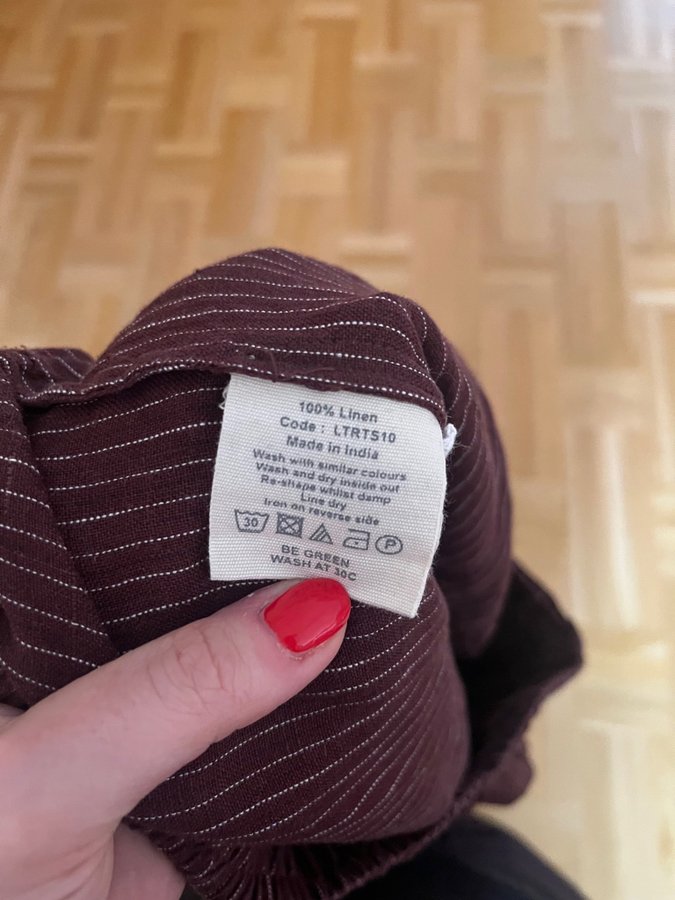 100% Linen
Code : LTRTS10
Made in India
Wash with similar colours
Wash and dry inside out
Re-shape whilst damp
Line dry
Iron on reverse side
30 P
BE GREEN
WASH AT 30C